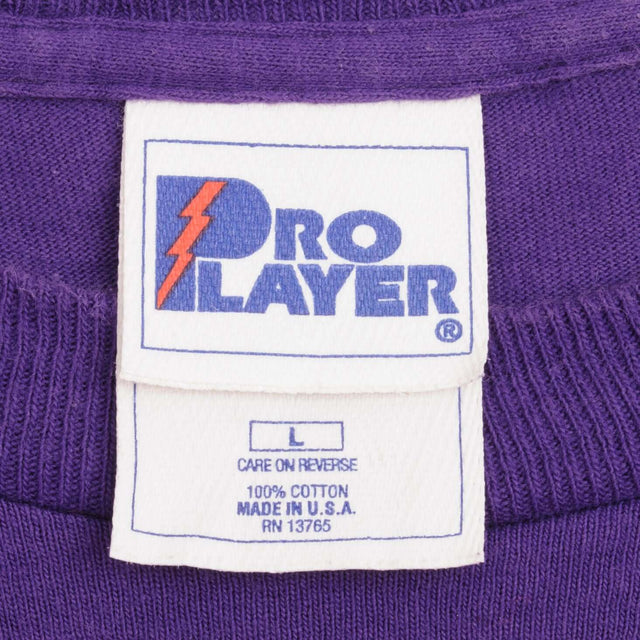 PRO
PLAYER
®
L
CARE ON REVERSE
100% COTTON
MADE IN U.S.A.
RN 13765